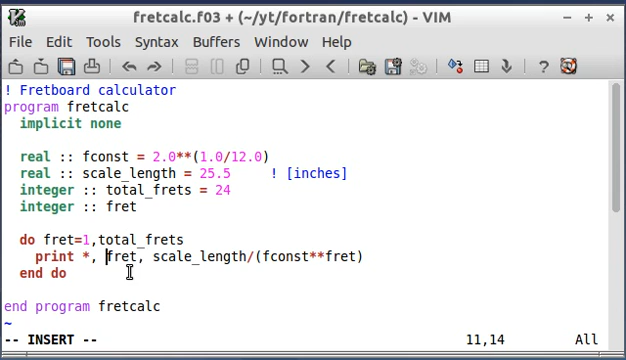 fretcalc.f03 + (~/yt/fortran/fretcalc) - VIM
File Edit Tools Syntax Buffers Window Help
! Fretboard calculator
program fretcalc
  implicit none

  real :: fconst = 2.0**(1.0/12.0)
  real :: scale_length = 25.5     ! [inches]
  integer :: total_frets = 24
  integer :: fret

  do fret=1,total_frets
    print *, fret, scale_length/(fconst**fret)
  end do

end program fretcalc
~
-- INSERT -- 11,14 All